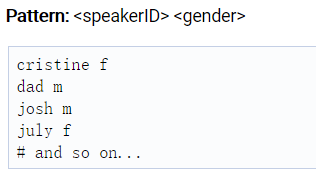 Pattern: <speakerID> <gender>
cristine f
dad m
josh m
july f
# and so on...